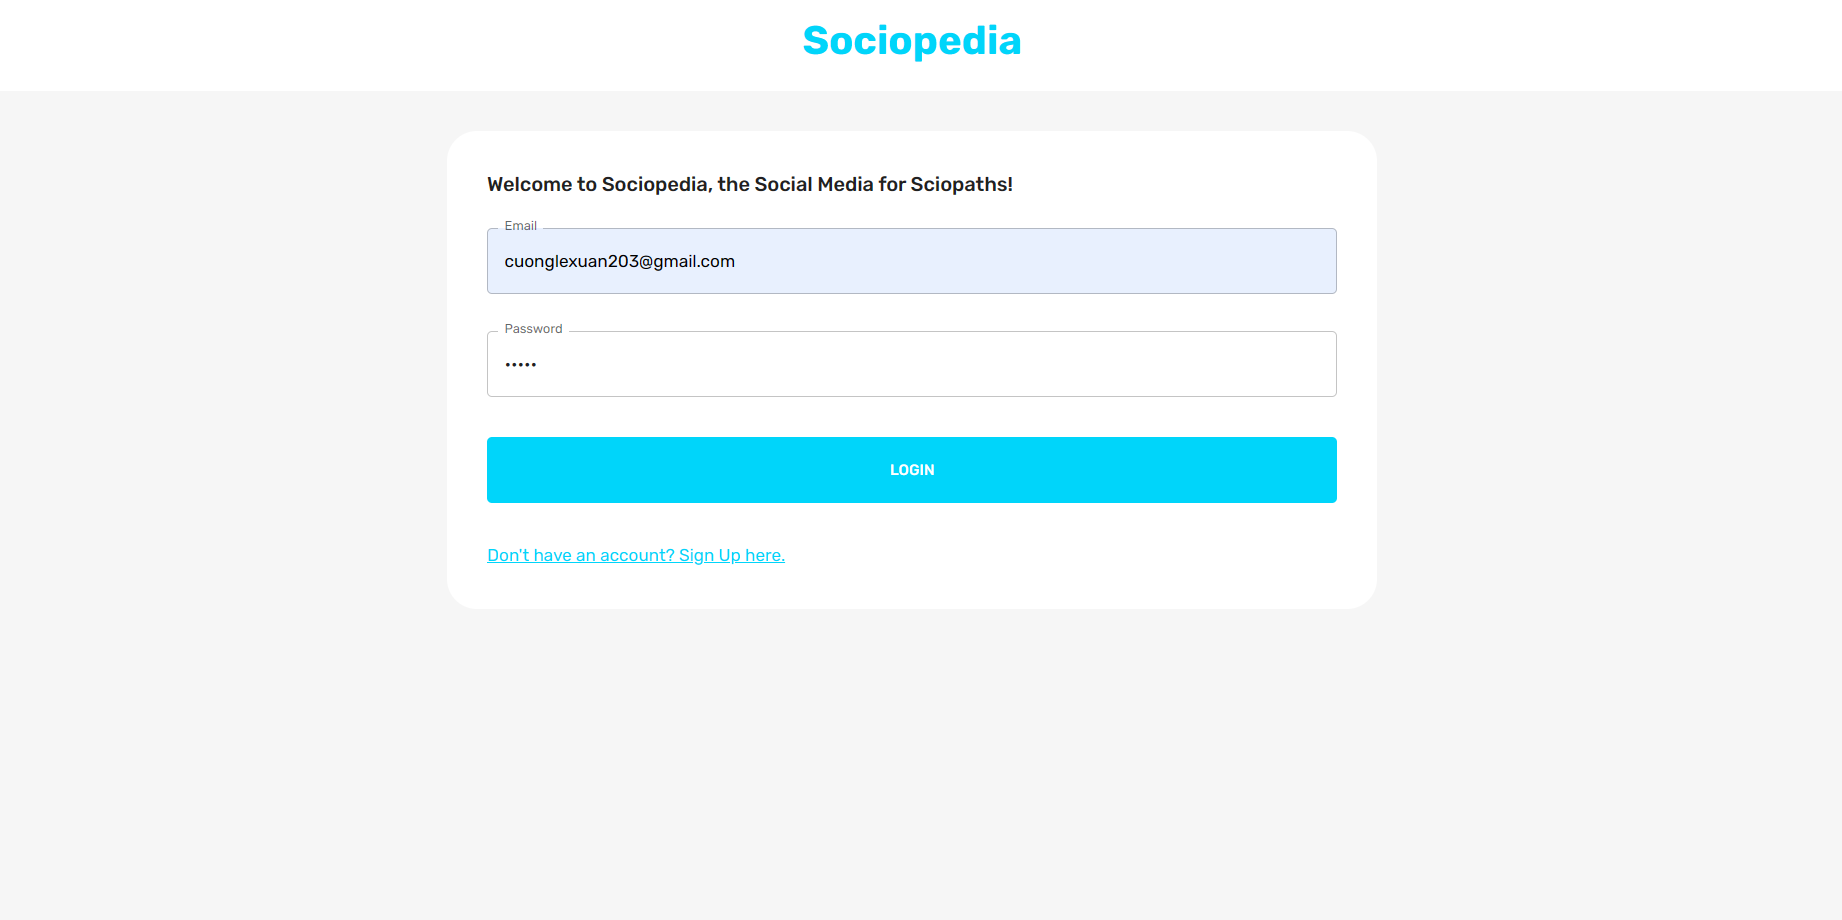 Sociopedia
Welcome to Sociopedia, the Social Media for Sciopaths!
Email
cuonglexuan203@gmail.com
Password
•••••
LOGIN
Don't have an account? Sign Up here.